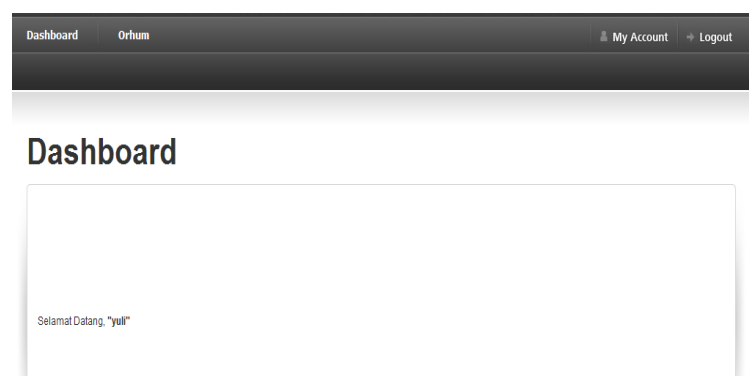 Dashboard Orhum My Account Logout
Dashboard
Selamat Datang, "yuli"